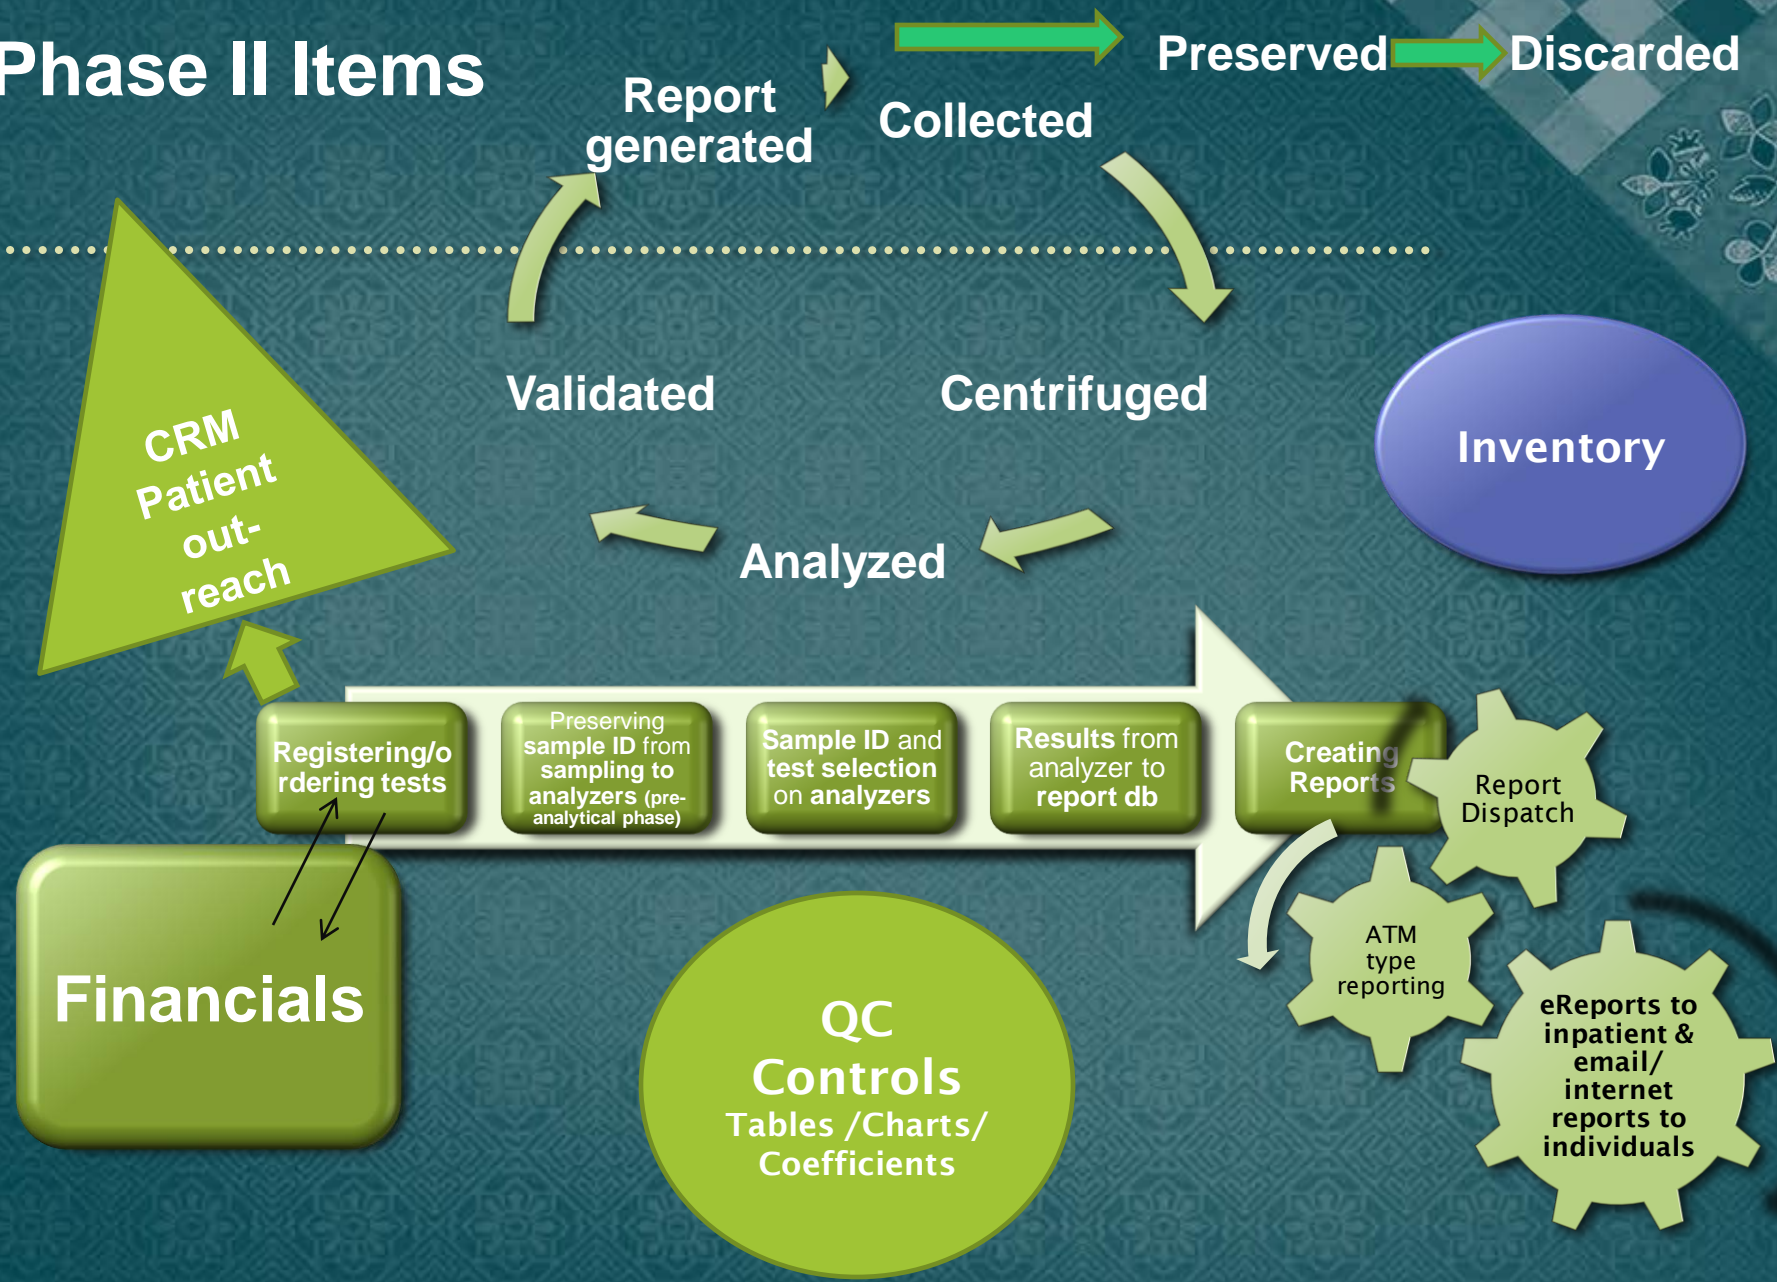 Phase II Items
Report
generated
Collected
Preserved
Discarded
Validated
Centrifuged
Analyzed
CRM
Patient
out-
reach
Inventory
Registering/o
rdering tests
Preserving
sample ID from
sampling to
analyzers (pre-
analytical phase)
Sample ID and
test selection
on analyzers
Results from
analyzer to
report db
Creating
Reports
Report
Dispatch
ATM
type
reporting
eReports to
inpatient &
email/
internet
reports to
individuals
Financials
QC
Controls
Tables /Charts/
Coefficients